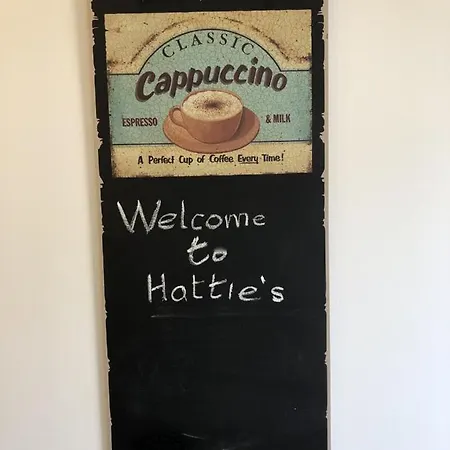 CLASSIC
Cappuccino
ESPRESSO & MILK
A Perfect Cup of Coffee Every Time!
Welcome
to
Hattie's